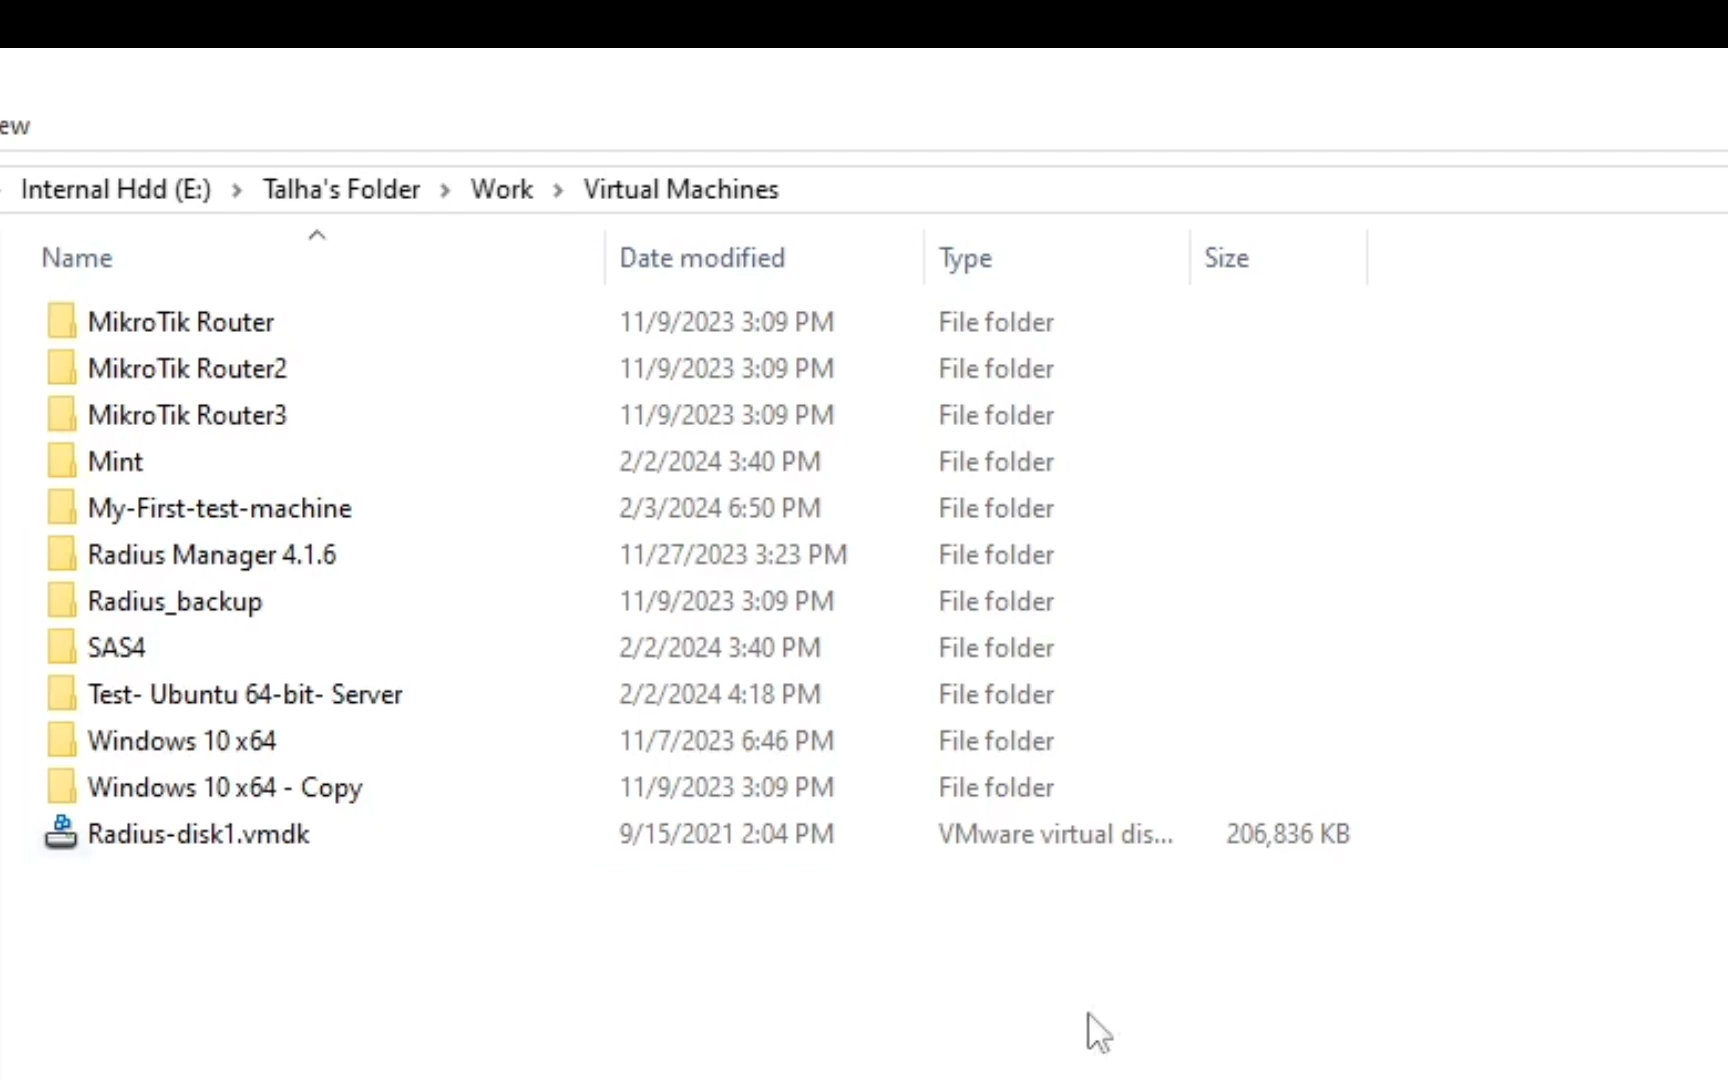 ew
Internal Hdd (E:) > Talha's Folder > Work > Virtual Machines
Name Date modified Type Size
MikroTik Router 11/9/2023 3:09 PM File folder
MikroTik Router2 11/9/2023 3:09 PM File folder
MikroTik Router3 11/9/2023 3:09 PM File folder
Mint 2/2/2024 3:40 PM File folder
My-First-test-machine 2/3/2024 6:50 PM File folder
Radius Manager 4.1.6 11/27/2023 3:23 PM File folder
Radius_backup 11/9/2023 3:09 PM File folder
SAS4 2/2/2024 3:40 PM File folder
Test- Ubuntu 64-bit- Server 2/2/2024 4:18 PM File folder
Windows 10 x64 11/7/2023 6:46 PM File folder
Windows 10 x64 - Copy 11/9/2023 3:09 PM File folder
Radius-disk1.vmdk 9/15/2021 2:04 PM VMware virtual dis... 206,836 KB